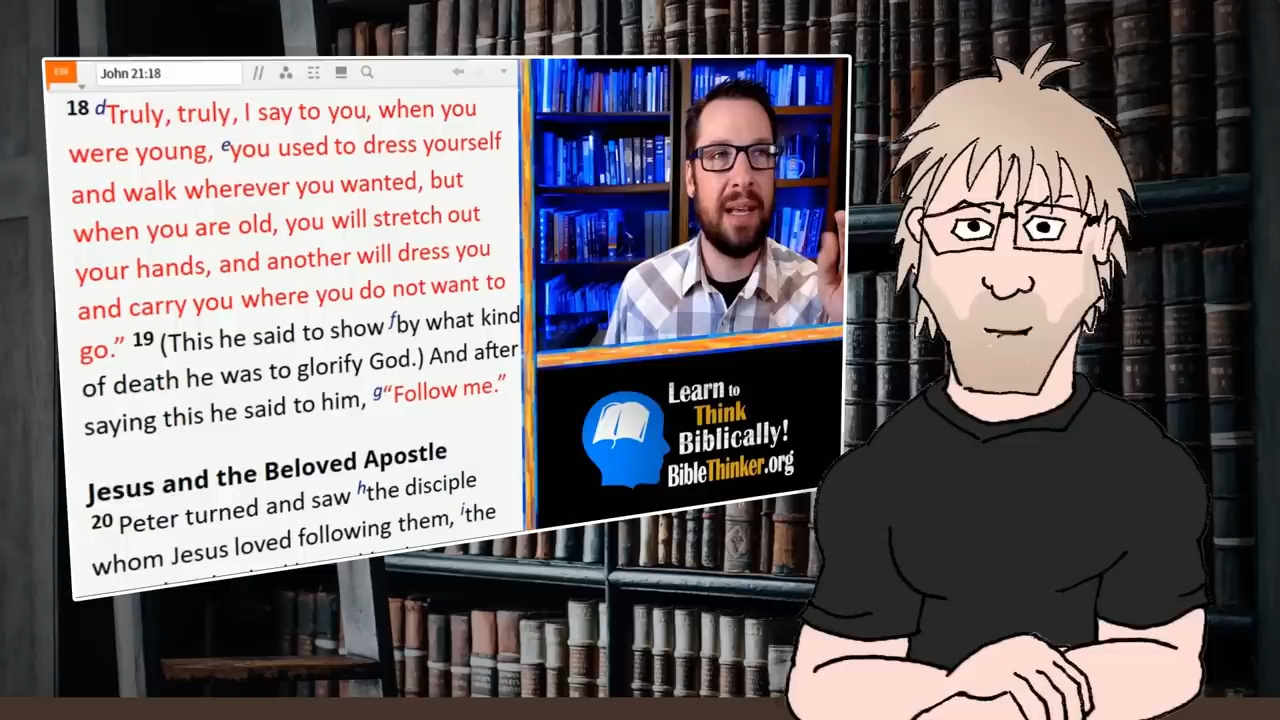 ESV
John 21:18
18 dTruly, truly, I say to you, when you
were young, eyou used to dress yourself
and walk wherever you wanted, but
when you are old, you will stretch out
your hands, and another will dress you
and carry you where you do not want to
go.” 19 (This he said to show fby what kind
of death he was to glorify God.) And after
saying this he said to him, g“Follow me.”
Jesus and the Beloved Apostle
20 Peter turned and saw hthe disciple
whom Jesus loved following them, ithe
Learn to
Think
Biblically!
BibleThinker.org